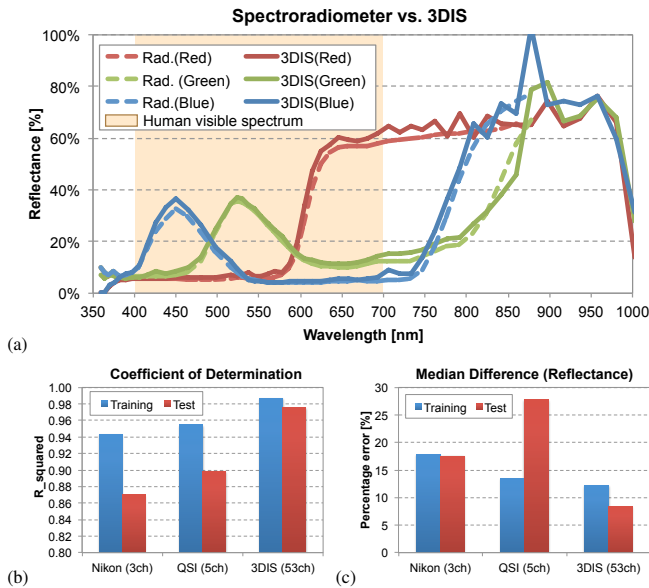 Spectroradiometer vs. 3DIS
100%
80%
60%
40%
20%
0%
Reflectance [%]
Rad.(Red)
3DIS(Red)
Rad. (Green)
3DIS(Green)
Rad.(Blue)
3DIS(Blue)
Human visible spectrum
350 400 450 500 550 600 650 700 750 800 850 900 950 1000
Wavelength [nm]
(a)
Coefficient of Determination
1.00
0.98
0.96
0.94
0.92
0.90
0.88
0.86
0.84
0.82
0.80
R_squared
Training Test
Nikon (3ch) QSI (5ch) 3DIS (53ch)
(b)
Median Difference (Reflectance)
30
25
20
15
10
5
0
Percentage error [%]
Training Test
Nikon (3ch) QSI (5ch) 3DIS (53ch)
(c)